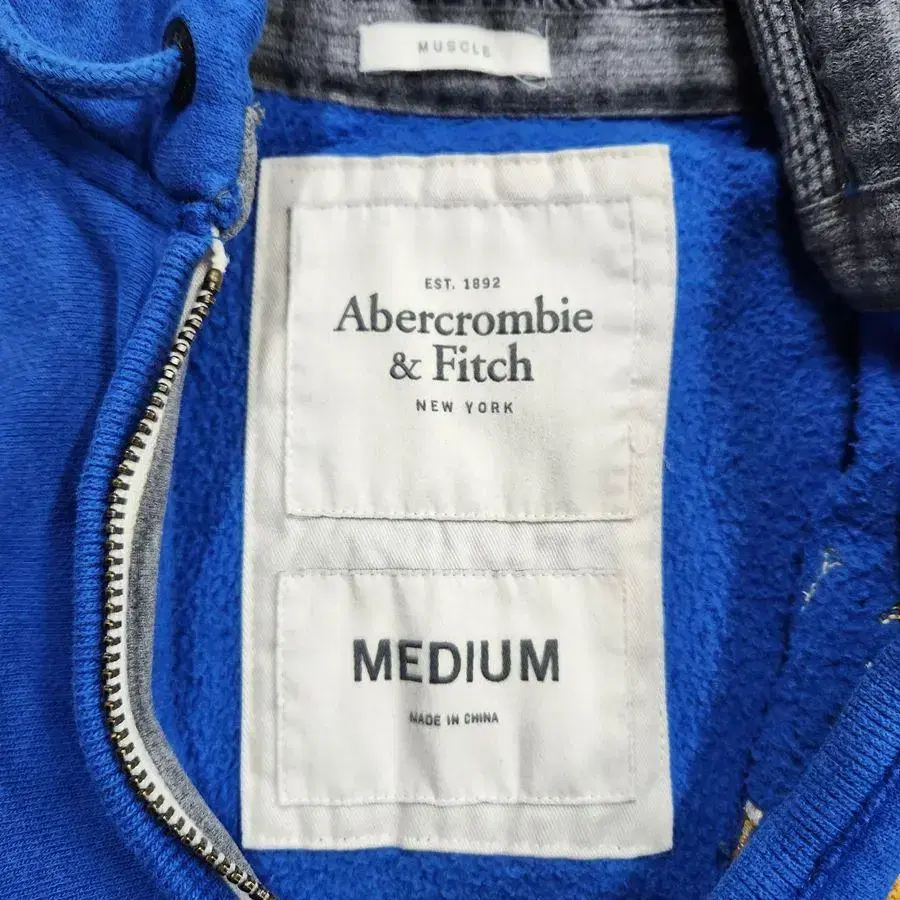 MUSCLE
EST. 1892
Abercrombie
& Fitch
NEW YORK
MEDIUM
MADE IN CHINA